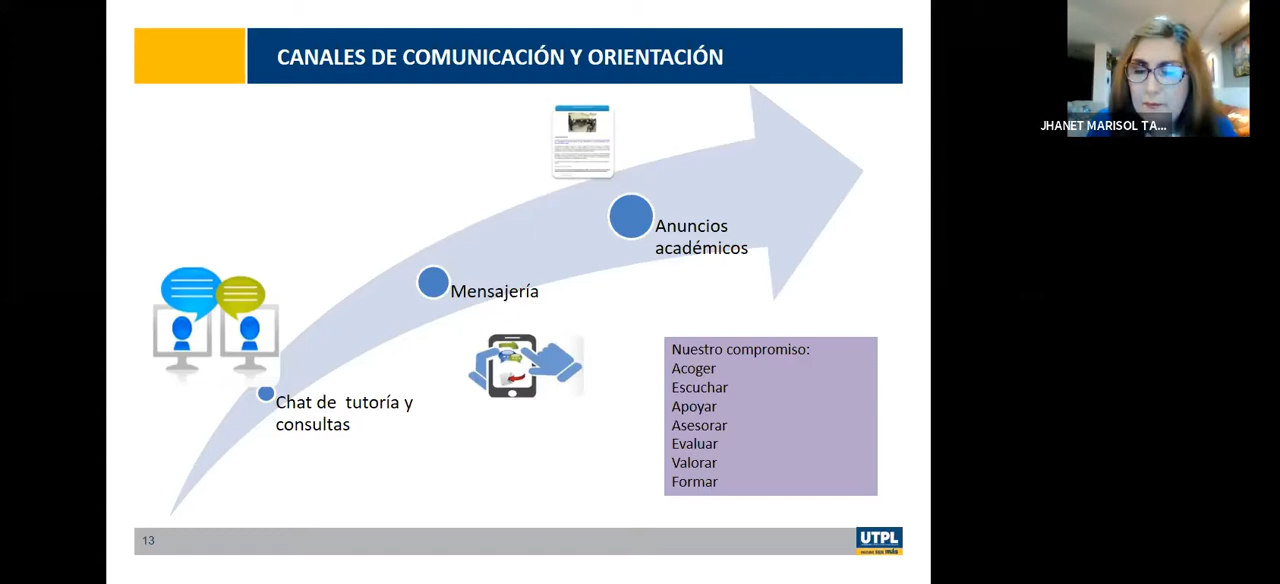 CANALES DE COMUNICACIÓN Y ORIENTACIÓN
JHANET MARISOL TA...
Anuncios
académicos
Mensajería
Chat de tutoría y
consultas
Nuestro compromiso:
Acoger
Escuchar
Apoyar
Asesorar
Evaluar
Valorar
Formar
13
UTPL